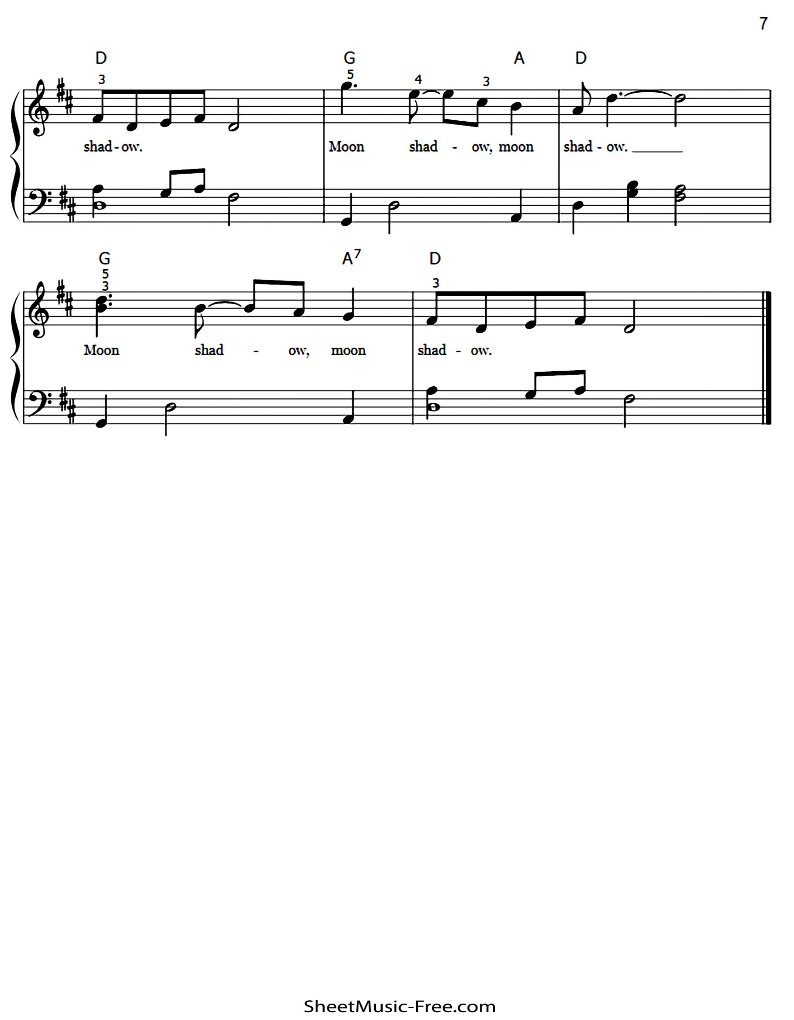 7
D G A D
3 5 4 3
shad-ow. Moon shad - ow, moon shad - ow. ______
G A7 D
5
3 3
Moon shad - ow, moon shad - ow.
SheetMusic-Free.com